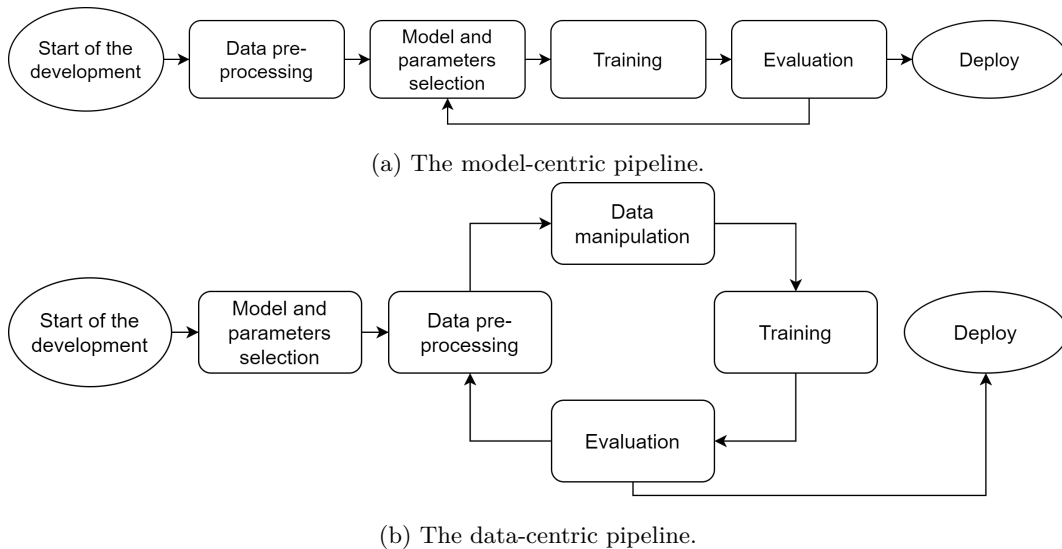 Start of the
development
Data pre-
processing
Model and
parameters
selection
Training
Evaluation
Deploy
(a) The model-centric pipeline.
Data
manipulation
Start of the
development
Model and
parameters
selection
Data pre-
processing
Training
Deploy
Evaluation
(b) The data-centric pipeline.